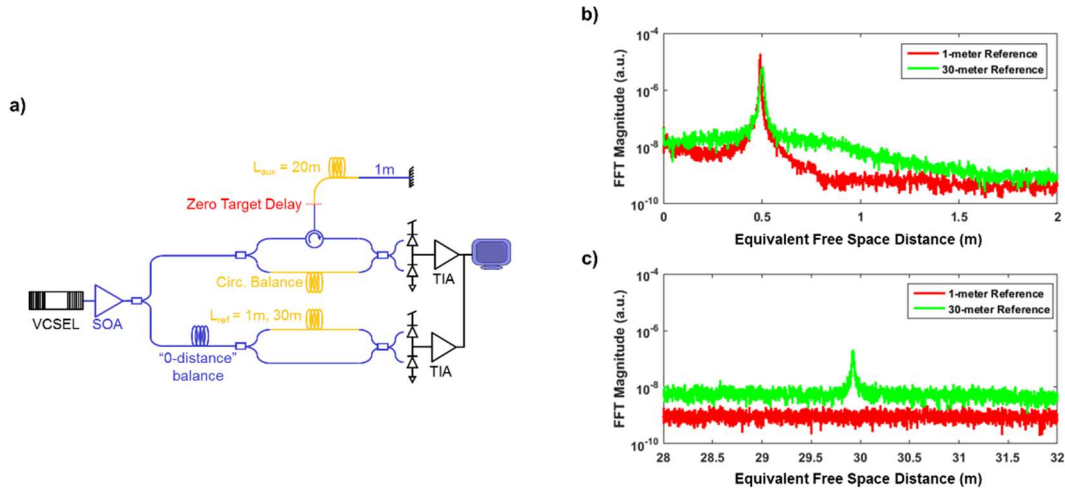 a)
L_aux = 20m
1m
Zero Target Delay
Circ. Balance
TIA
VCSEL
SOA
L_ref = 1m, 30m
"0-distance"
balance
TIA
b)
10^-4
10^-6
10^-8
10^-10
FFT Magnitude (a.u.)
1-meter Reference
30-meter Reference
0
0.5
1
1.5
2
Equivalent Free Space Distance (m)
c)
10^-4
10^-6
10^-8
10^-10
FFT Magnitude (a.u.)
1-meter Reference
30-meter Reference
28
28.5
29
29.5
30
30.5
31
31.5
32
Equivalent Free Space Distance (m)